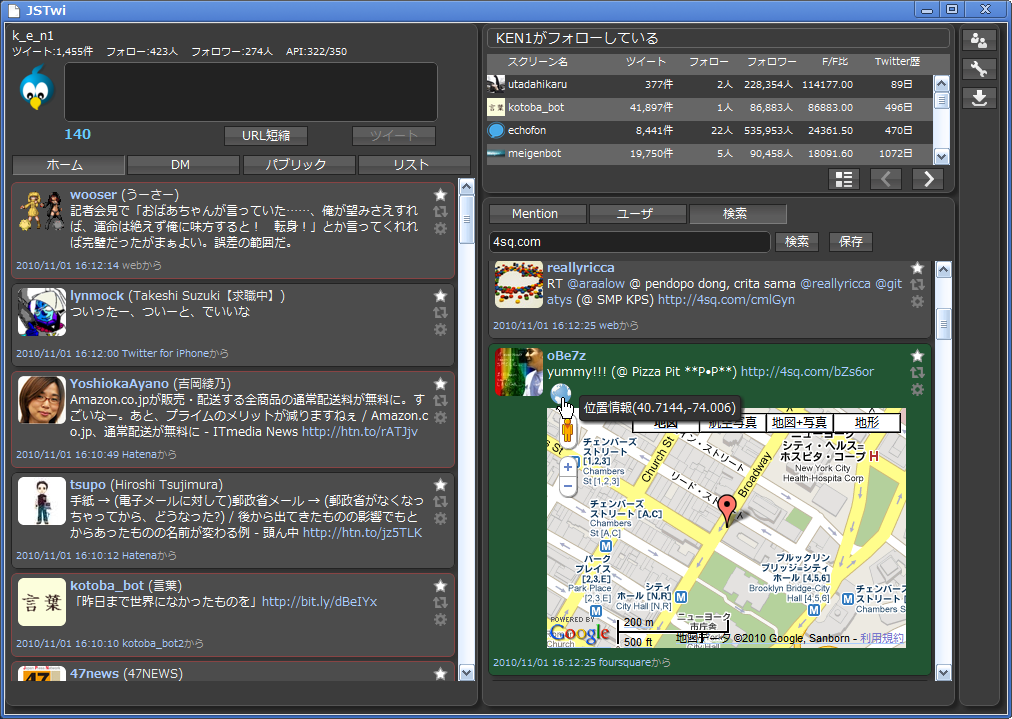 JSTwi
k_e_n1
ツイート:1,455件 フォロー:423人 フォロワー:274人 API:322/350
140
URL短縮
ツイート
ホーム
DM
パブリック
リスト
wooser (うーさー)
記者会見で「おばあちゃんが言っていた……、俺が望みさえすれ
ば、運命は絶えず俺に味方すると！　転身！」とか言ってくれれ
ば完璧だったがまぁよい。誤差の範囲だ。
2010/11/01 16:12:14 webから
lynmock (Takeshi Suzuki【求職中】)
ついったー、ついーと、でいいな
2010/11/01 16:12:00 Twitter for iPhoneから
YoshiokaAyano (吉岡綾乃)
Amazon.co.jpが販売・配送する全商品の通常配送料が無料に。す
ごいなー。あと、プライムのメリットが減りますねぇ / Amazon.c
o.jp、通常配送が無料に - ITmedia News http://htn.to/rATJjv
2010/11/01 16:10:49 Hatenaから
tsupo (Hiroshi Tsujimura)
手紙 → (電子メールに対して)郵政省メール → (郵政省がなくなっ
ちゃってから、どうなった?) / 後から出てきたものの影響でもと
からあったものの名前が変わる例 - 頭ん中 http://htn.to/jz5TLK
2010/11/01 16:10:12 Hatenaから
言葉
kotoba_bot (言葉)
「昨日まで世界になかったものを」http://bit.ly/dBeIYx
2010/11/01 16:10:10 kotoba_bot2から
47
47news (47NEWS)
KEN1がフォローしている
スクリーン名 ツイート フォロー フォロワー F/F比 Twitter歴
utadahikaru 377件 2人 228,354人 114177.00 89日
kotoba_bot 41,897件 1人 86,883人 86883.00 496日
echofon 8,441件 22人 535,953人 24361.50 470日
meigenbot 19,750件 5人 90,458人 18091.60 1072日
Mention
ユーザ
検索
4sq.com
検索
保存
reallyricca
RT @araalow @ pendopo dong, crita sama @reallyricca @git
atys (@ SMP KPS) http://4sq.com/cmlGyn
2010/11/01 16:12:25 webから
oBe7z
yummy!!! (@ Pizza Pit **P•P**) http://4sq.com/bZs6or
位置情報(40.7144,-74.006)
地図
航空写真
地図+写真
地形
チェンバーズ
ストリート
[1,2,3]
Chambers
St [1,2,3]
Church St
リード・ストリート
Broadway
ニューヨーク
シティ・ヘルス=
ホスピタ・コープ H
New York City
Health-Hospita Corp
チェンバーズ
ストリート [A,C]
Chambers
St [A,C]
パーク
プレイス
[2,3]
Park Place
[2,3]
シティ
ホール [N,R]
City Hall [N,R]
ブルックリン
ブリッジ=シティ
ホール [4,5,6]
Brooklyn Bridge-City
Hall [4,5,6]
チェンバーズ
ストリート
Chambers St
ニューヨーク
市庁舎
POWERED BY
Google
200 m
500 ft
地図データ ©2010 Google, Sanborn - 利用規約
2010/11/01 16:12:25 foursquareから